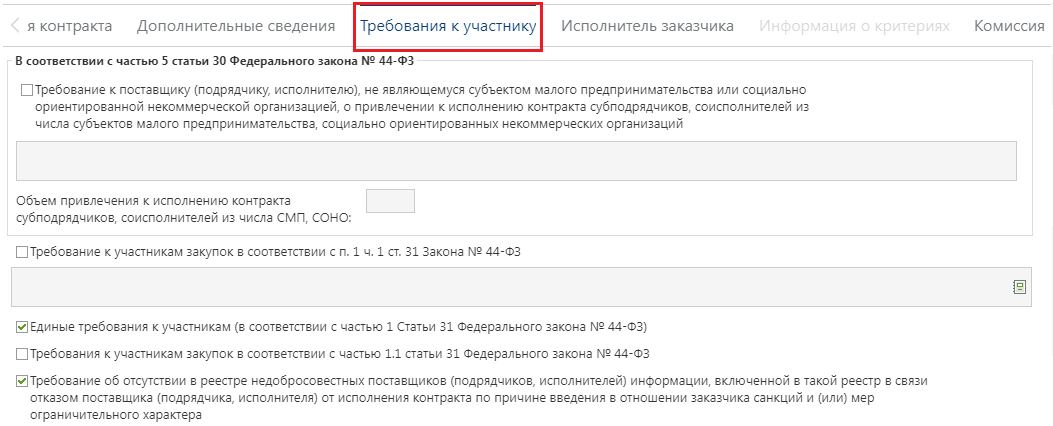 я контракта Дополнительные сведения Требования к участнику Исполнитель заказчика Информация о критериях Комиссия
В соответствии с частью 5 статьи 30 Федерального закона № 44-ФЗ
Требование к поставщику (подрядчику, исполнителю), не являющемуся субъектом малого предпринимательства или социально
ориентированной некоммерческой организацией, о привлечении к исполнению контракта субподрядчиков, соисполнителей из
числа субъектов малого предпринимательства, социально ориентированных некоммерческих организаций
Объем привлечения к исполнению контракта
субподрядчиков, соисполнителей из числа СМП, СОНО:
Требование к участникам закупок в соответствии с п. 1 ч. 1 ст. 31 Закона № 44-ФЗ
Единые требования к участникам (в соответствии с частью 1 Статьи 31 Федерального закона № 44-ФЗ)
Требования к участникам закупок в соответствии с частью 1.1 статьи 31 Федерального закона № 44-ФЗ
Требование об отсутствии в реестре недобросовестных поставщиков (подрядчиков, исполнителей) информации, включенной в такой реестр в связи
отказом поставщика (подрядчика, исполнителя) от исполнения контракта по причине введения в отношении заказчика санкций и (или) мер
ограничительного характера